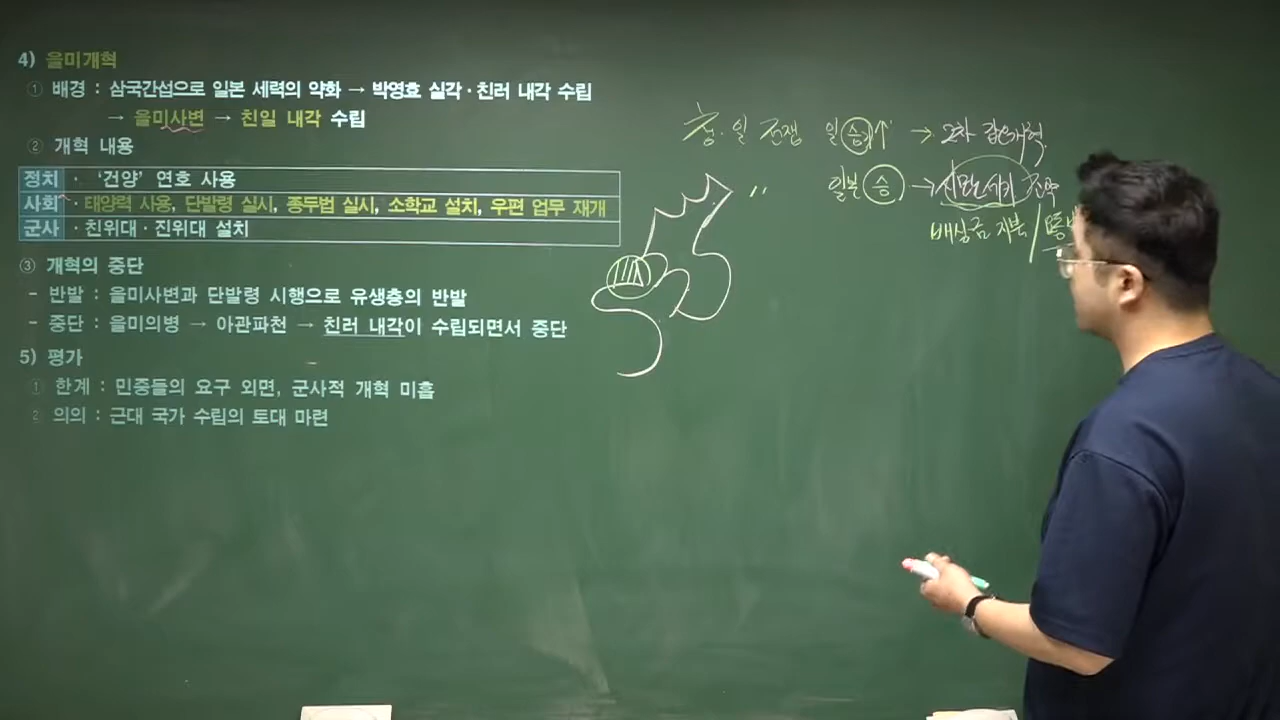 4) 을미개혁
① 배경 : 삼국간섭으로 일본 세력의 약화 → 박영효 실각·친러 내각 수립
→ 을미사변 → 친일 내각 수립
② 개혁 내용
정치 · ‘건양’ 연호 사용
사회 · 태양력 사용, 단발령 실시, 종두법 실시, 소학교 설치, 우편 업무 재개
군사 · 친위대·진위대 설치
③ 개혁의 중단
- 반발 : 을미사변과 단발령 시행으로 유생층의 반발
- 중단 : 을미의병 → 아관파천 → 친러 내각이 수립되면서 중단
5) 평가
① 한계 : 민중들의 요구 외면, 군사적 개혁 미흡
② 의의 : 근대 국가 수립의 토대 마련
청·일 전쟁 일 승기↑ → 2차 갑오개혁
〃 일본 승 → 시모노세키 조약
배상금 지불 /